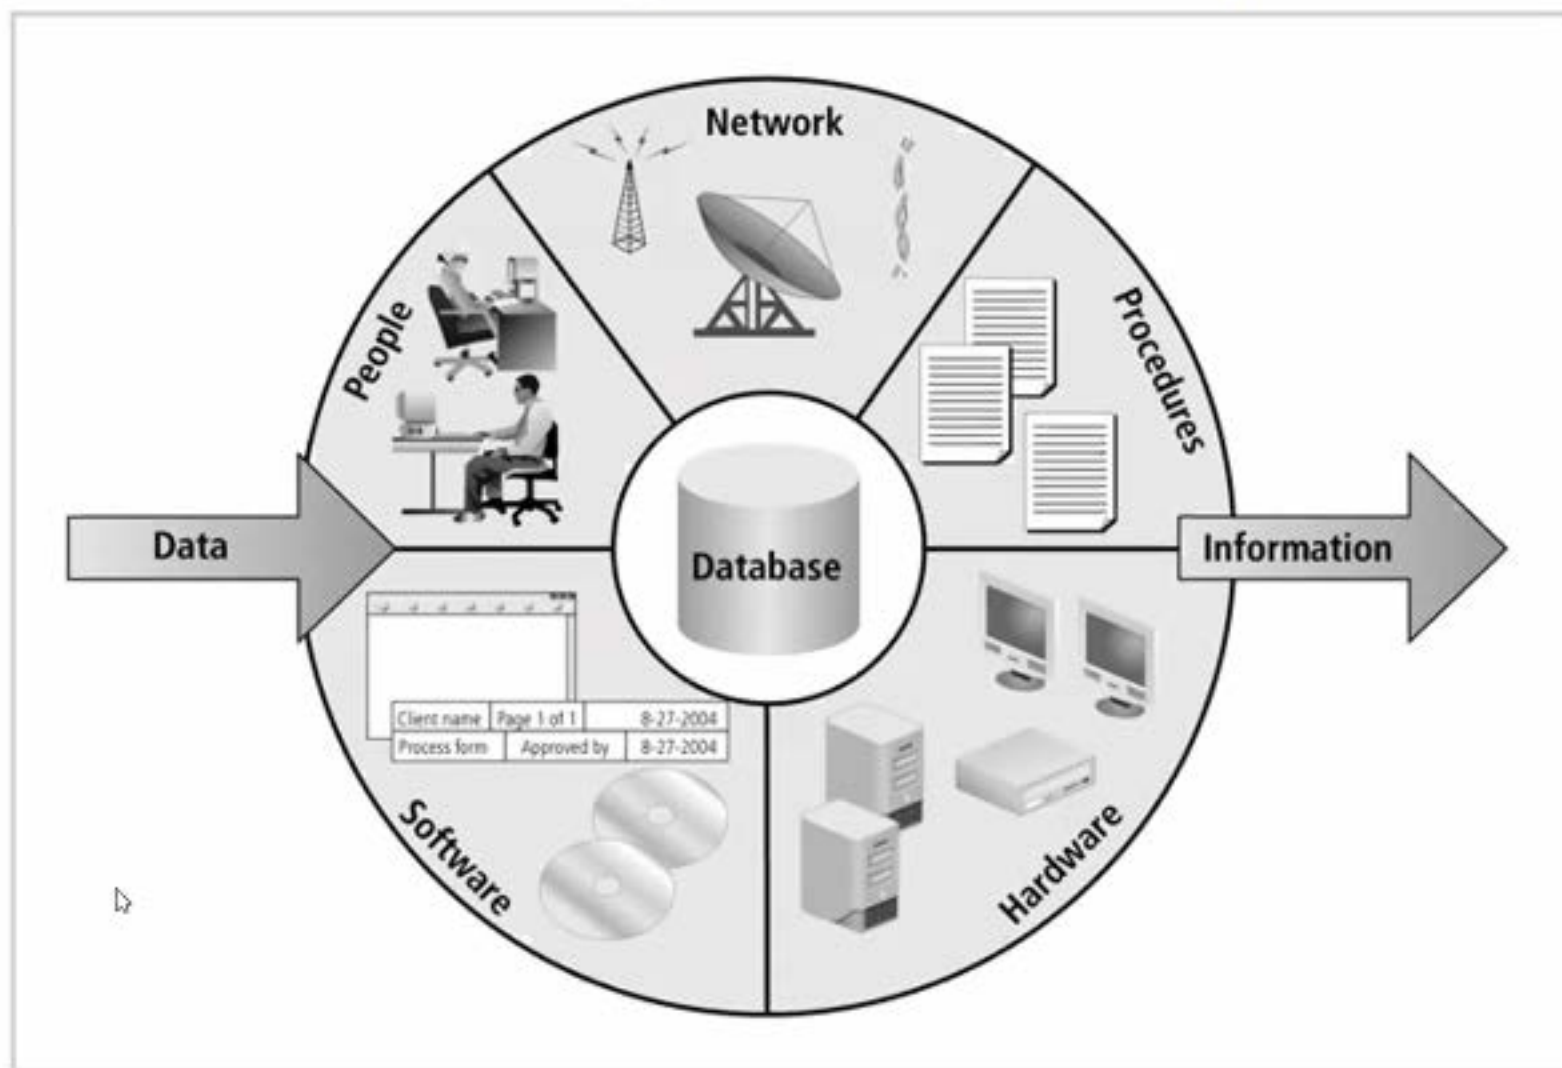 Network
People
Procedures
Data
Database
Information
Client name Page 1 of 1 8-27-2004
Process form Approved by 8-27-2004
Software
Hardware